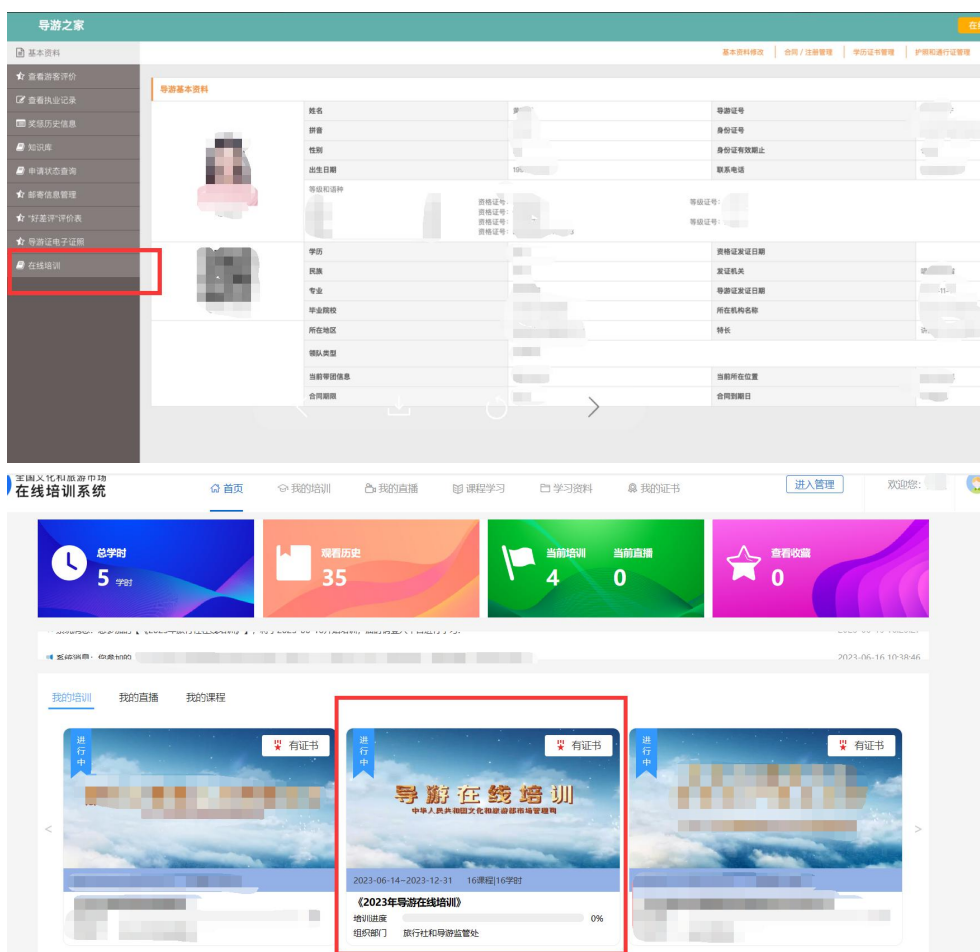 导游之家
基本资料
基本资料修改 合同/注册管理 学历证书管理 护照和通行证管理
查看游客评价
查看执业记录
奖惩历史信息
知识库
申请状态查询
邮寄信息管理
"好差评"评价表
导游证电子证照
在线培训
导游基本资料
姓名 导游证号
拼音 身份证号
性别 身份证有效期止
出生日期 联系电话
等级和语种
资格证号: 等级证号:
资格证号:
资格证号: 等级证号:
资格证号:
学历 资格证发证日期
民族 发证机关
专业 导游证发证日期
毕业院校 所在机构名称
所在地区 特长
领队类型
当前带团信息 当前所在位置
合同期限 合同到期日
全国文化和旅游市场
在线培训系统
首页 我的培训 我的直播 课程学习 学习资料 我的证书 进入管理 欢迎您:
总学时
5 学时
观看历史
35
当前培训 当前直播
4 0
查看收藏
0
系统消息: 您参加的 2023-06-16 10:38:46
我的培训 我的直播 我的课程
进行中 有证书
进行中 有证书
导游在线培训
中华人民共和国文化和旅游部市场管理司
2023-06-14~2023-12-31 16课程|16学时
《2023年导游在线培训》
培训进度 0%
组织部门 旅行社和导游监管处
进行中 有证书